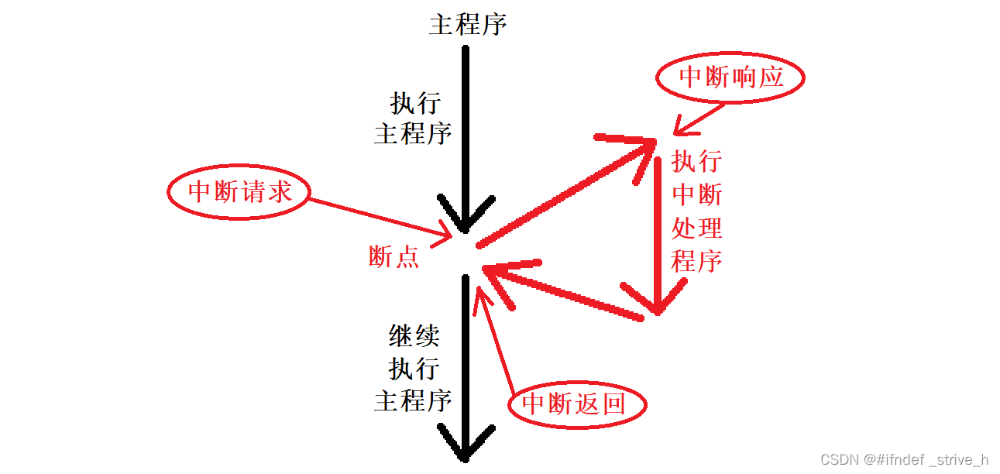 主程序
执行
主程序
中断响应
执行
中断
处理
程序
中断请求
断点
继续
执行
主程序
中断返回
CSDN @#ifndef _strive_h